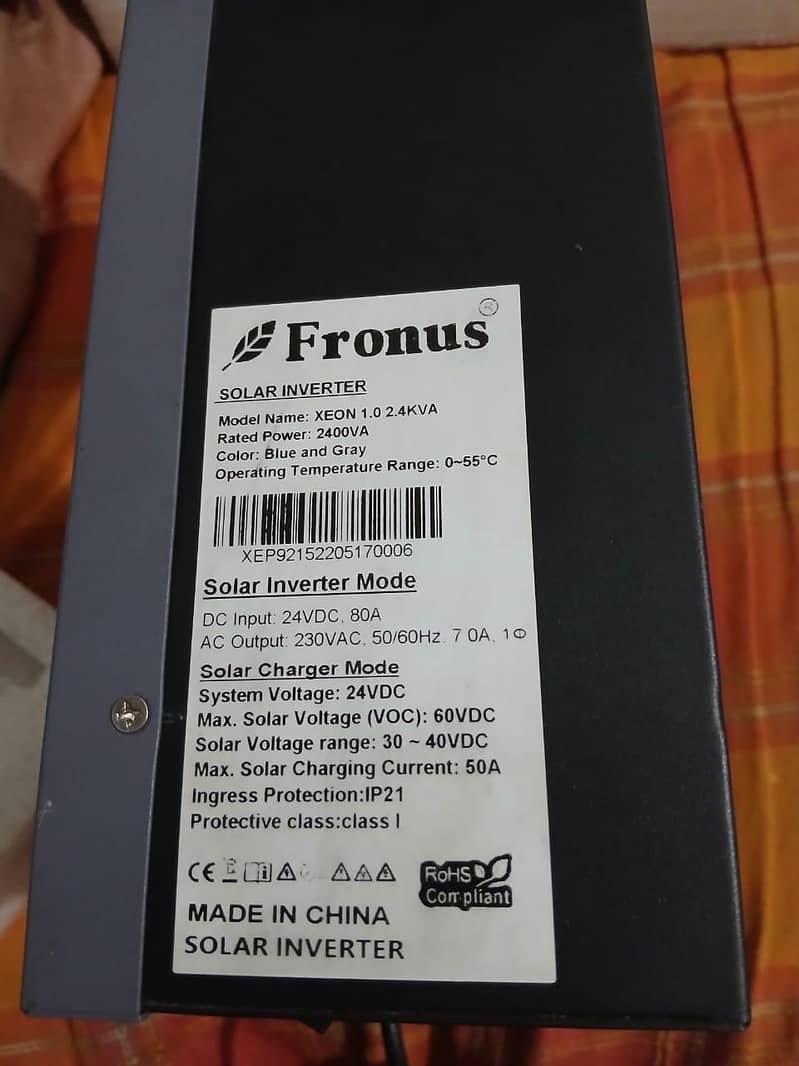 Fronus ®
SOLAR INVERTER
Model Name: XEON 1.0 2.4KVA
Rated Power: 2400VA
Color: Blue and Gray
Operating Temperature Range: 0~55°C
XEP92152205170006
Solar Inverter Mode
DC Input: 24VDC, 80A
AC Output: 230VAC, 50/60Hz. 7 0A, 1Φ
Solar Charger Mode
System Voltage: 24VDC
Max. Solar Voltage (VOC): 60VDC
Solar Voltage range: 30 ~ 40VDC
Max. Solar Charging Current: 50A
Ingress Protection:IP21
Protective class:class I
CE
RoHS
Compliant
MADE IN CHINA
SOLAR INVERTER